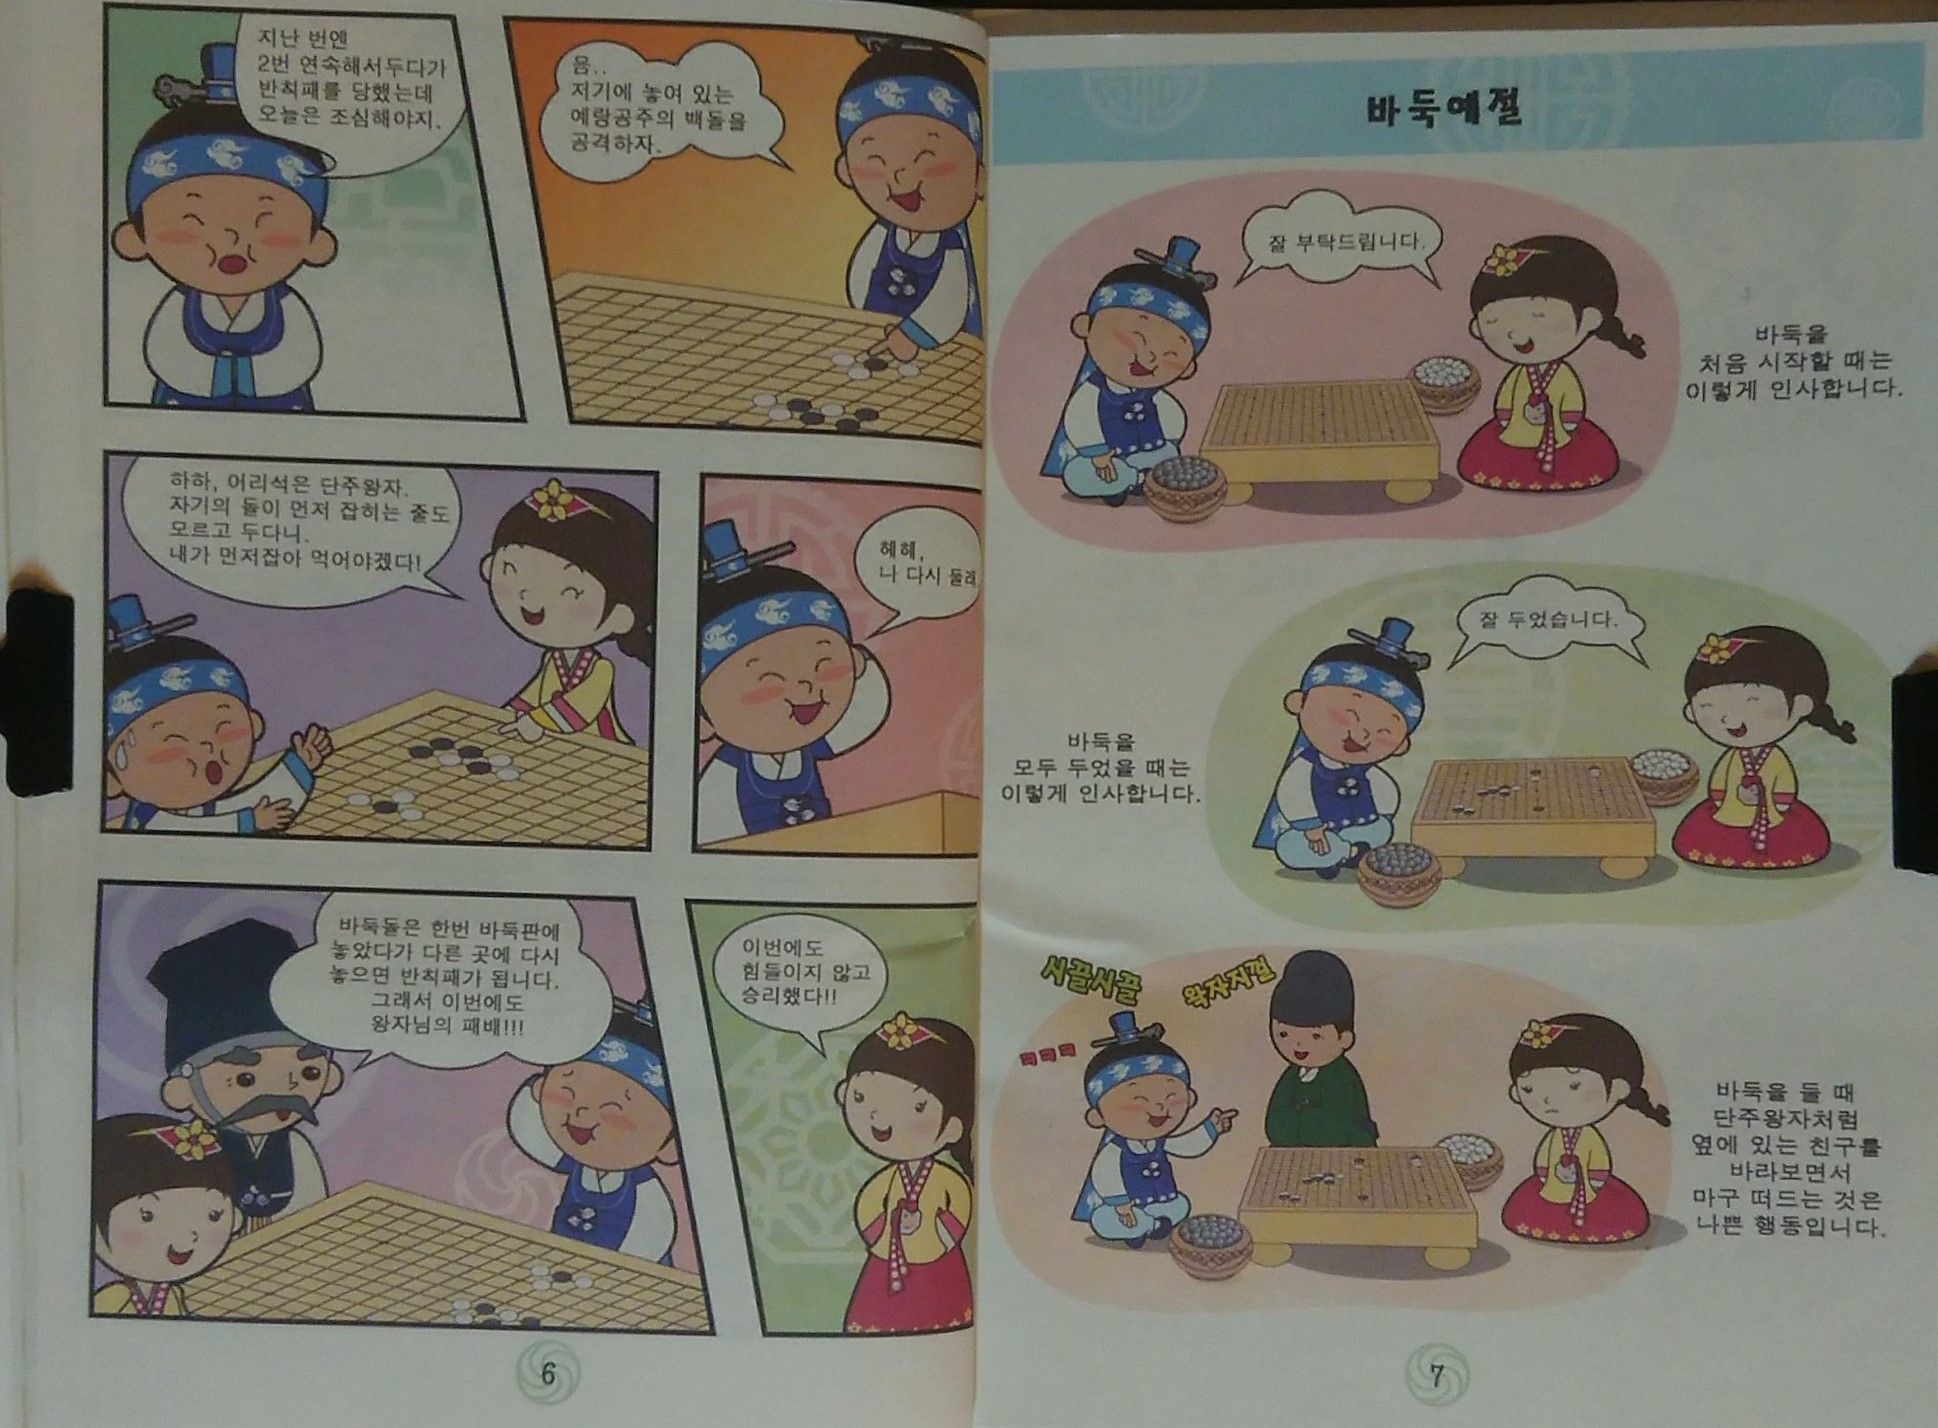 지난 번엔
2번 연속해서두다가
반칙패를 당했는데
오늘은 조심해야지.
음..
저기에 놓여 있는
예랑공주의 백돌을
공격하자.
하하, 어리석은 단주왕자.
자기의 돌이 먼저 잡히는 줄도
모르고 두다니.
내가 먼저잡아 먹어야겠다!
헤헤,
나 다시 둘래
바둑돌은 한번 바둑판에
놓았다가 다른 곳에 다시
놓으면 반칙패가 됩니다.
그래서 이번에도
왕자님의 패배!!!
이번에도
힘들이지 않고
승리했다!!
6
바둑예절
잘 부탁드립니다.
바둑을
처음 시작할 때는
이렇게 인사합니다.
잘 두었습니다.
바둑을
모두 두었을 때는
이렇게 인사합니다.
시끌시끌
왁자지껄
ㅋㅋㅋ
바둑을 둘 때
단주왕자처럼
옆에 있는 친구를
바라보면서
마구 떠드는 것은
나쁜 행동입니다.
7